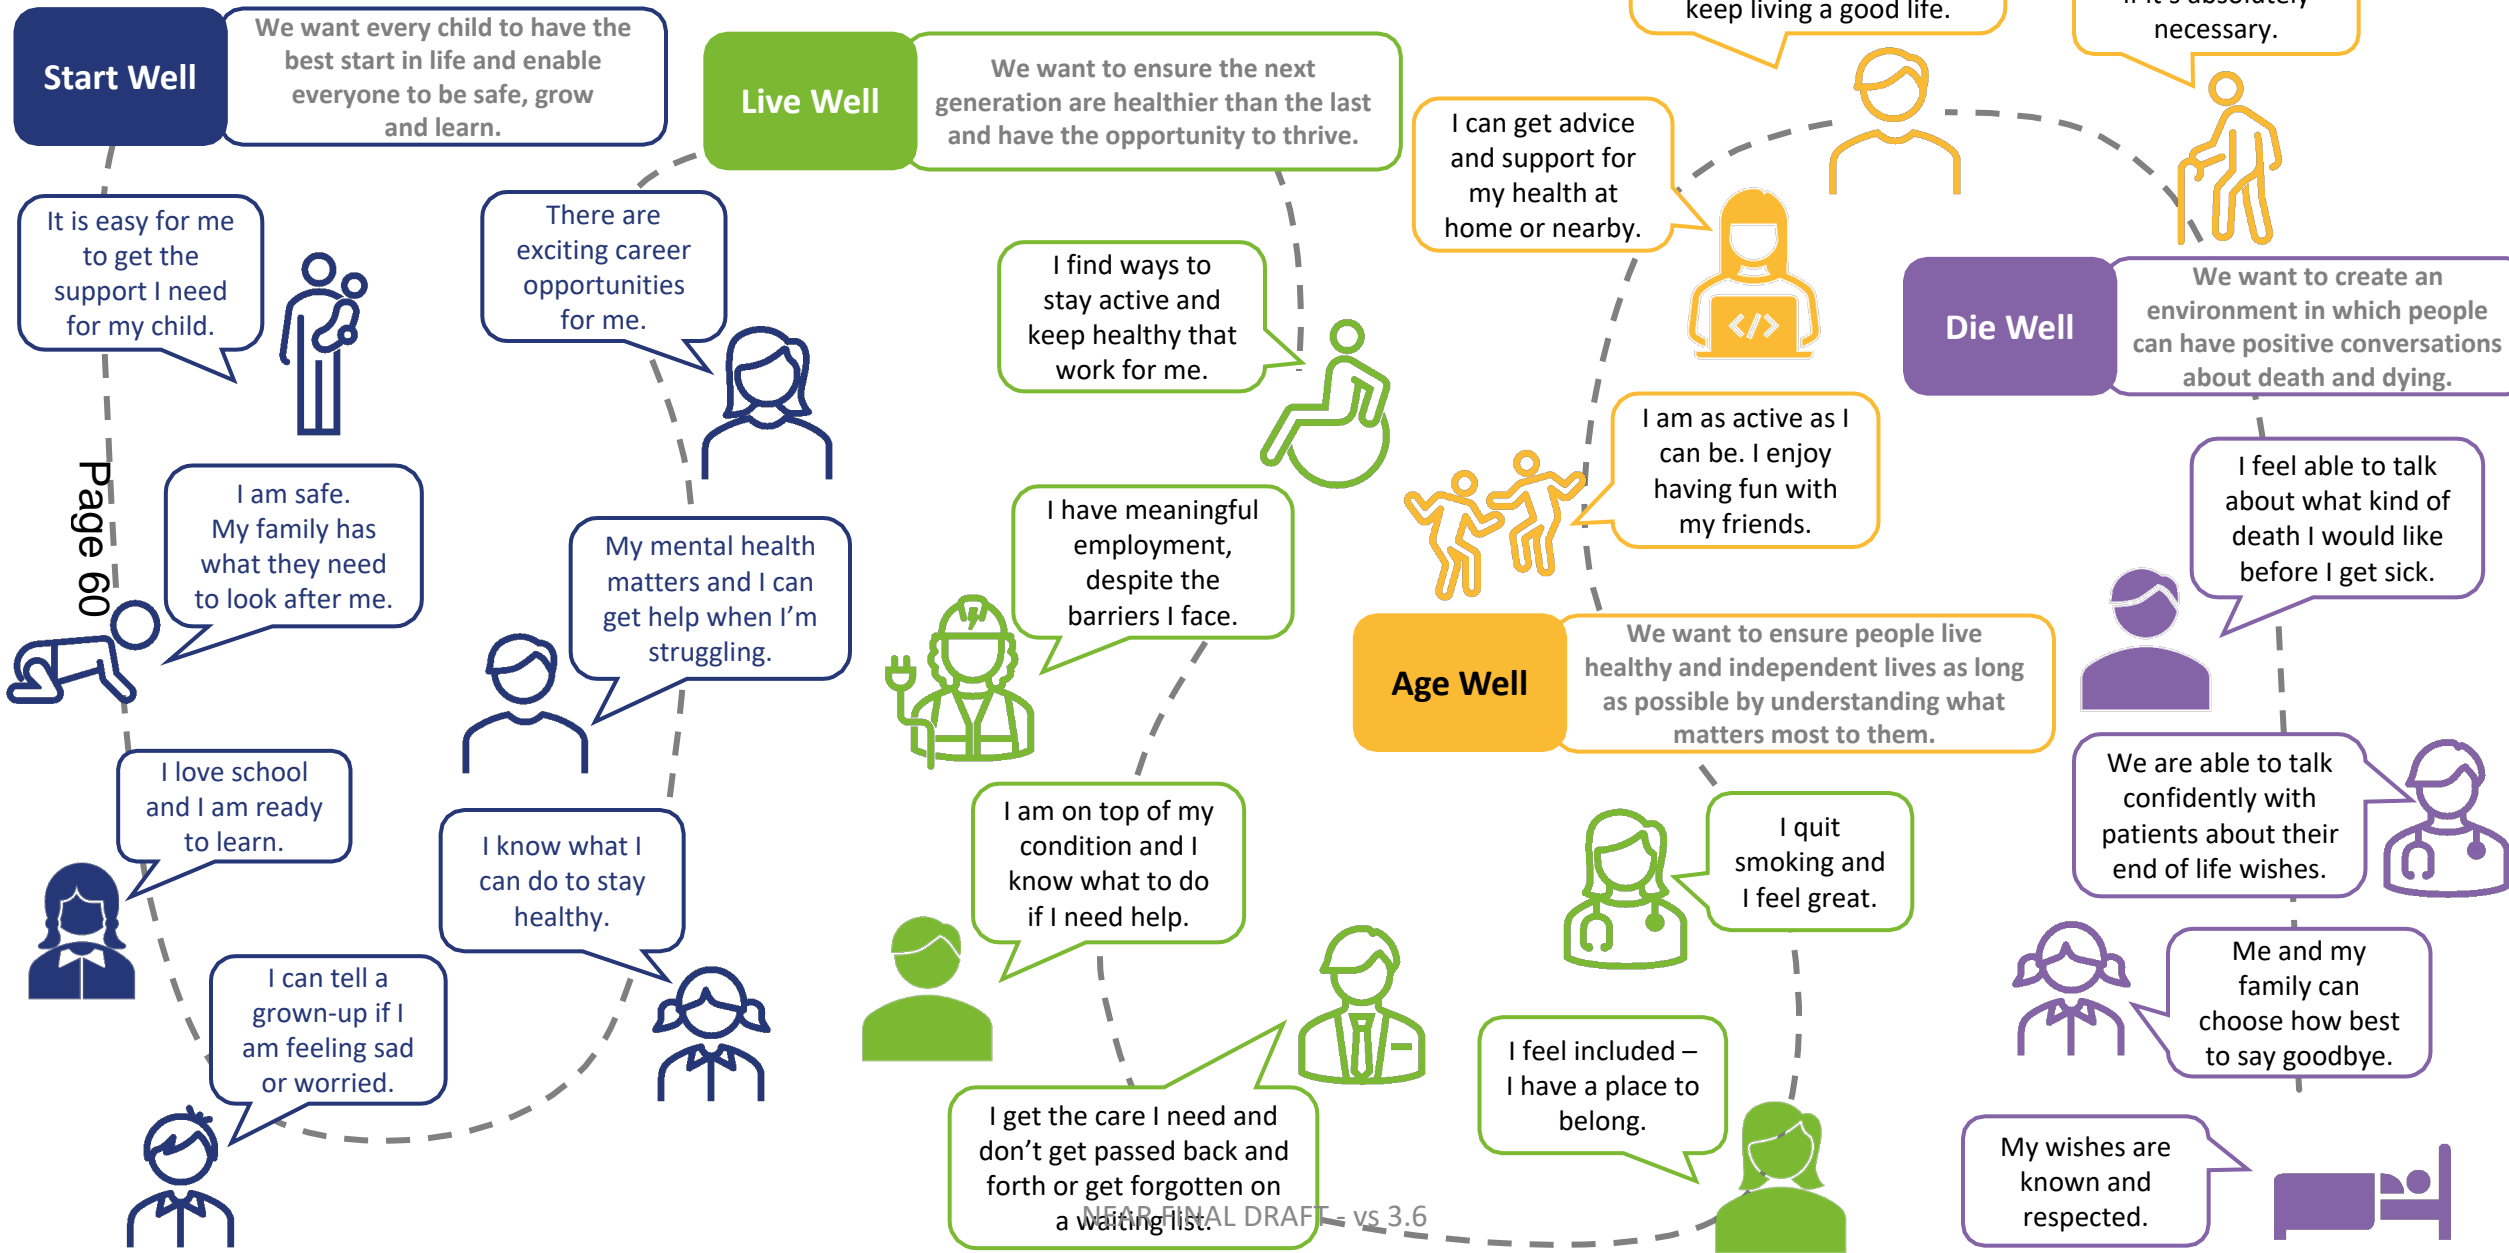 Start Well
We want every child to have the
best start in life and enable
everyone to be safe, grow
and learn.
It is easy for me
to get the
support I need
for my child.
I am safe.
My family has
what they need
to look after me.
Page 60
I love school
and I am ready
to learn.
I can tell a
grown-up if I
am feeling sad
or worried.
I know what I
can do to stay
healthy.
My mental health
matters and I can
get help when I'm
struggling.
There are
exciting career
opportunities
for me.
Live Well
We want to ensure the next
generation are healthier than the last
and have the opportunity to thrive.
I find ways to
stay active and
keep healthy that
work for me.
I have meaningful
employment,
despite the
barriers I face.
I am on top of my
condition and I
know what to do
if I need help.
I get the care I need and
don't get passed back and
forth or get forgotten on
a waiting list.
NEAR FINAL DRAFT - vs 3.6
I feel included –
I have a place to
belong.
I quit
smoking and
I feel great.
Age Well
We want to ensure people live
healthy and independent lives as long
as possible by understanding what
matters most to them.
I am as active as I
can be. I enjoy
having fun with
my friends.
I can get advice
and support for
my health at
home or nearby.
</>
keep living a good life.
if it's absolutely
necessary.
Die Well
We want to create an
environment in which people
can have positive conversations
about death and dying.
I feel able to talk
about what kind of
death I would like
before I get sick.
We are able to talk
confidently with
patients about their
end of life wishes.
Me and my
family can
choose how best
to say goodbye.
My wishes are
known and
respected.